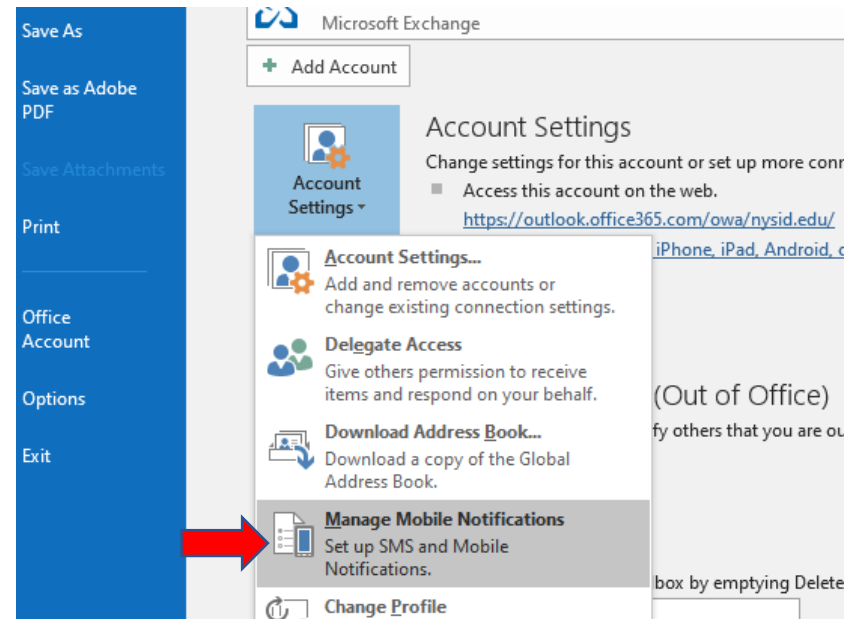 Save As
Save as Adobe
PDF
Save Attachments
Print
Office
Account
Options
Exit
Microsoft Exchange
+ Add Account
Account
Settings
Account Settings
Change settings for this account or set up more
Access this account on the web.
https://outlook.office365.com/owa/nysid.edu/
iPhone, iPad, Android,
Account Settings...
Add and remove accounts or
change existing connection settings.
Delegate Access
Give others permission to receive
items and respond on your behalf.
Download Address Book...
Download a copy of the Global
Address Book.
Manage Mobile Notifications
Set up SMS and Mobile
Notifications.
Change Profile
(Out of Office)
others that you are
box by emptying